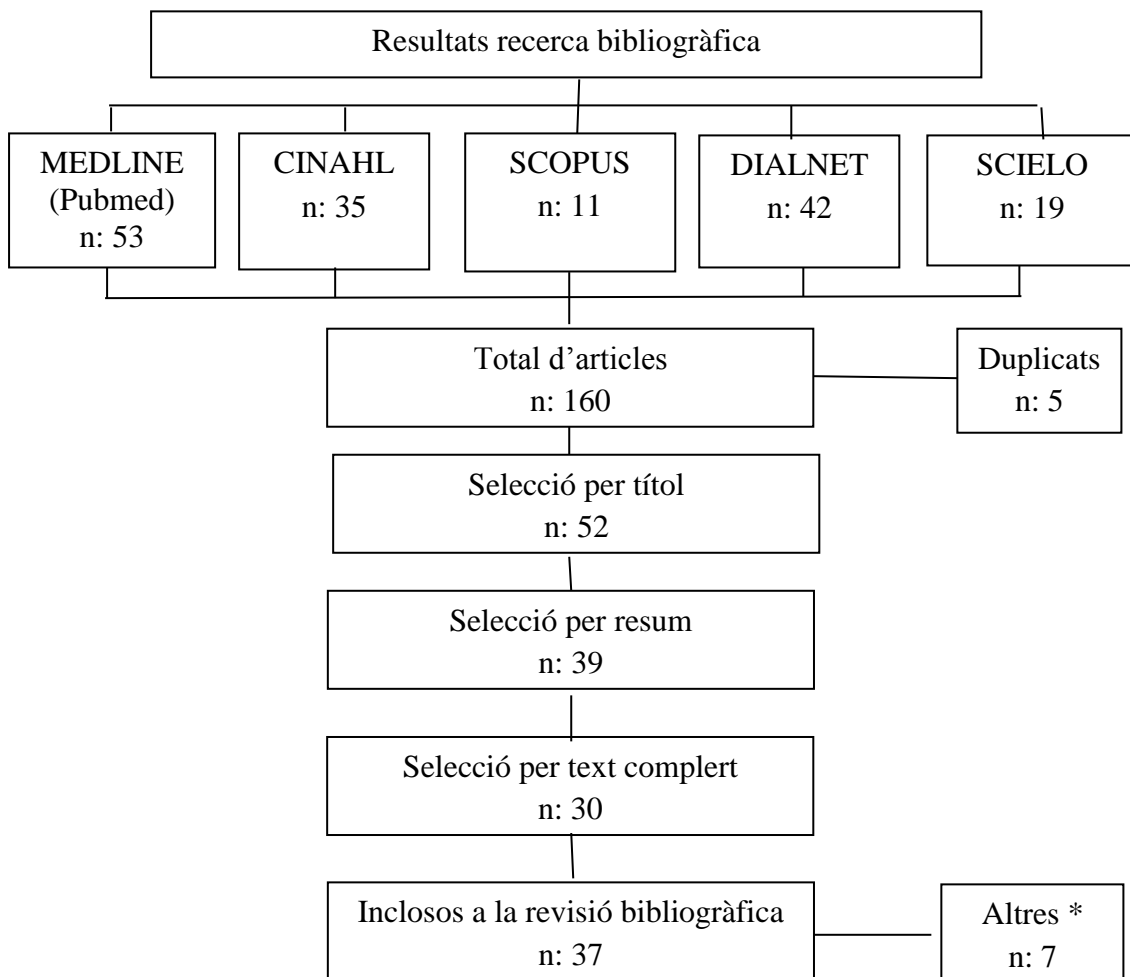 Resultats recerca bibliogràfica
MEDLINE
(Pubmed)
n: 53
CINAHL
n: 35
SCOPUS
n: 11
DIALNET
n: 42
SCIELO
n: 19
Total d’articles
n: 160
Duplicats
n: 5
Selecció per títol
n: 52
Selecció per resum
n: 39
Selecció per text complert
n: 30
Inclosos a la revisió bibliogràfica
n: 37
Altres *
n: 7